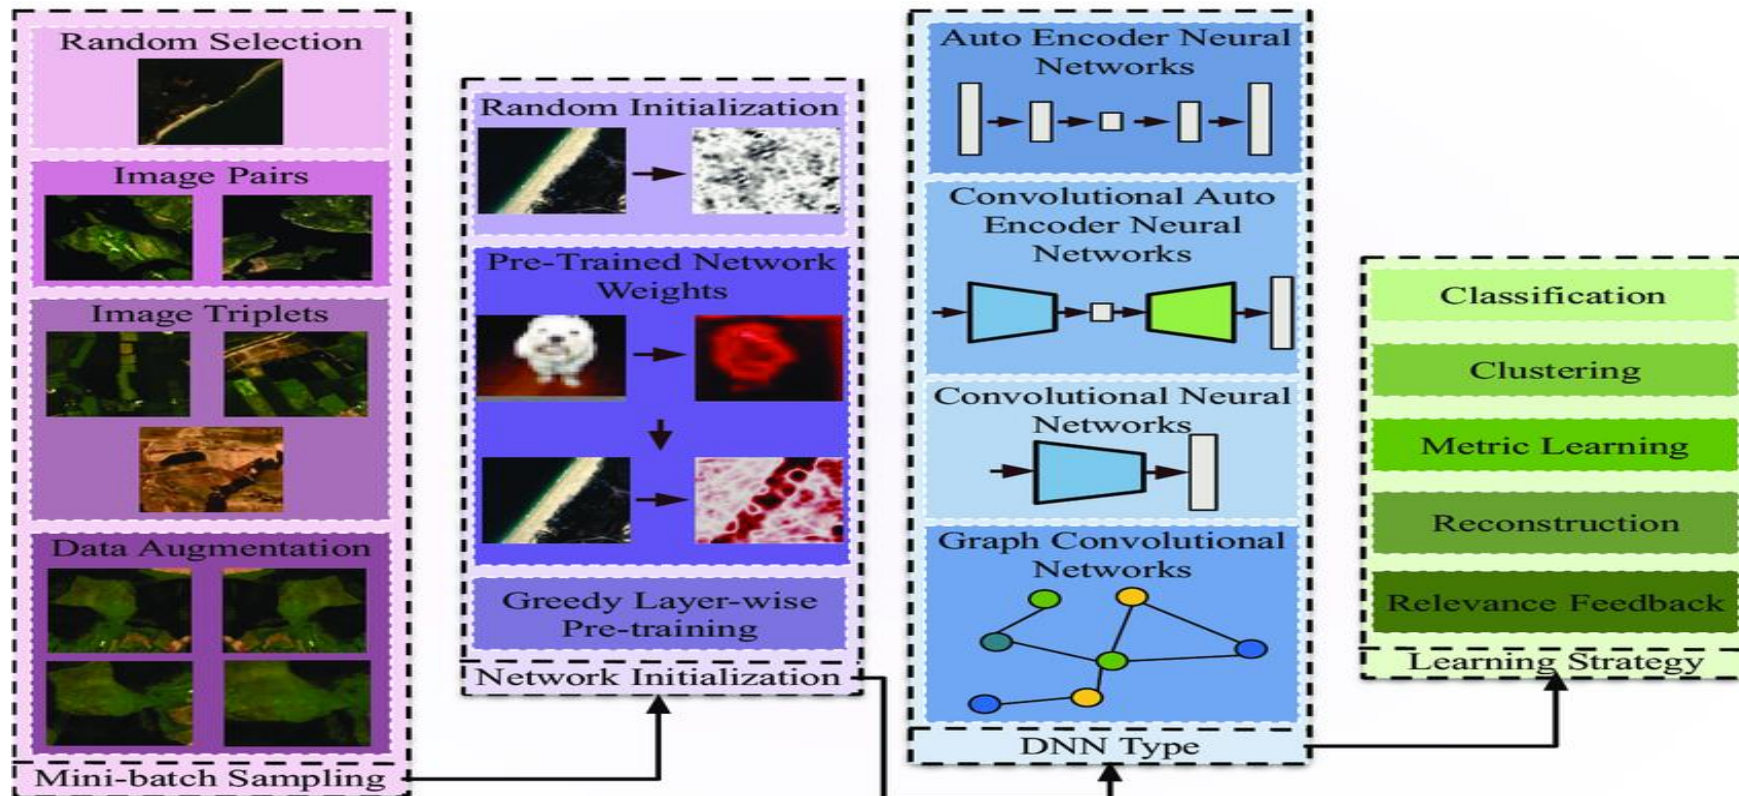 Random Selection
Image Pairs
Image Triplets
Data Augmentation
Mini-batch Sampling
Random Initialization
Pre-Trained Network
Weights
Greedy Layer-wise
Pre-training
Network Initialization
Auto Encoder Neural
Networks
Convolutional Auto
Encoder Neural
Networks
Convolutional Neural
Networks
Graph Convolutional
Networks
DNN Type
Classification
Clustering
Metric Learning
Reconstruction
Relevance Feedback
Learning Strategy